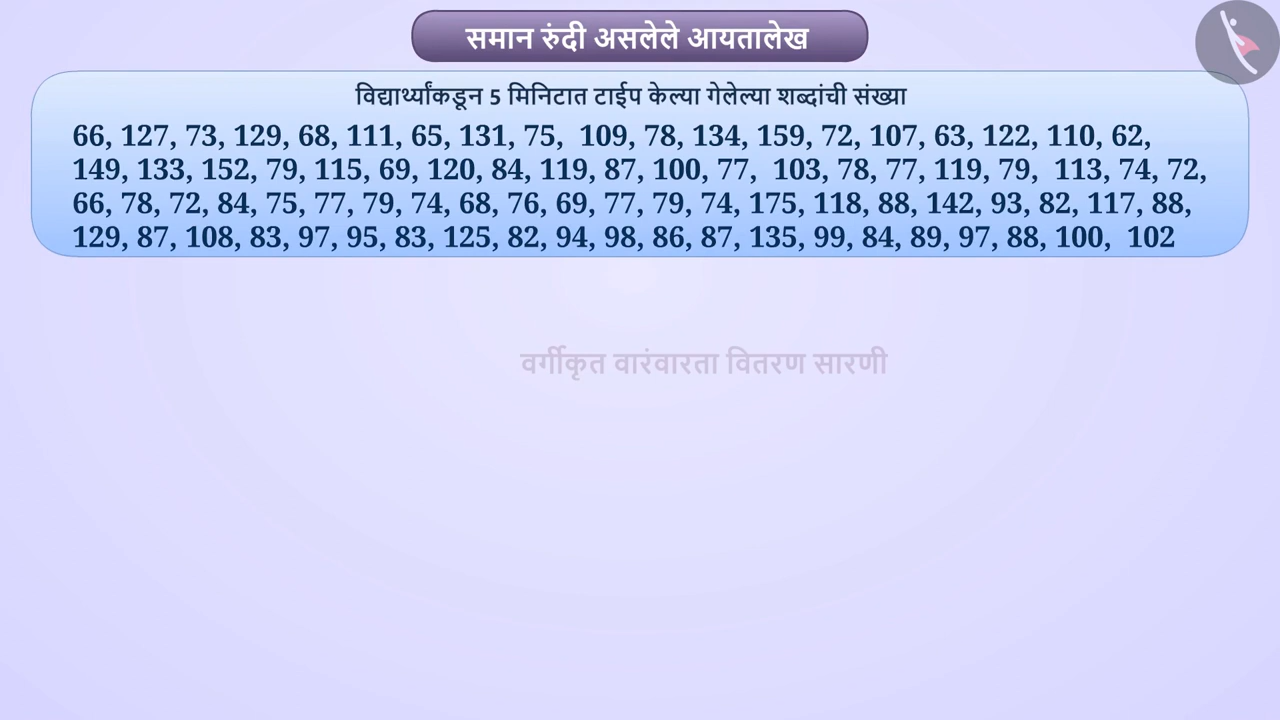 समान रुंदी असलेले आयतालेख
विद्यार्थ्यांकडून 5 मिनिटात टाईप केल्या गेलेल्या शब्दांची संख्या
66, 127, 73, 129, 68, 111, 65, 131, 75, 109, 78, 134, 159, 72, 107, 63, 122, 110, 62,
149, 133, 152, 79, 115, 69, 120, 84, 119, 87, 100, 77, 103, 78, 77, 119, 79, 113, 74, 72,
66, 78, 72, 84, 75, 77, 79, 74, 68, 76, 69, 77, 79, 74, 175, 118, 88, 142, 93, 82, 117, 88,
129, 87, 108, 83, 97, 95, 83, 125, 82, 94, 98, 86, 87, 135, 99, 84, 89, 97, 88, 100, 102
वर्गीकृत वारंवारता वितरण सारणी